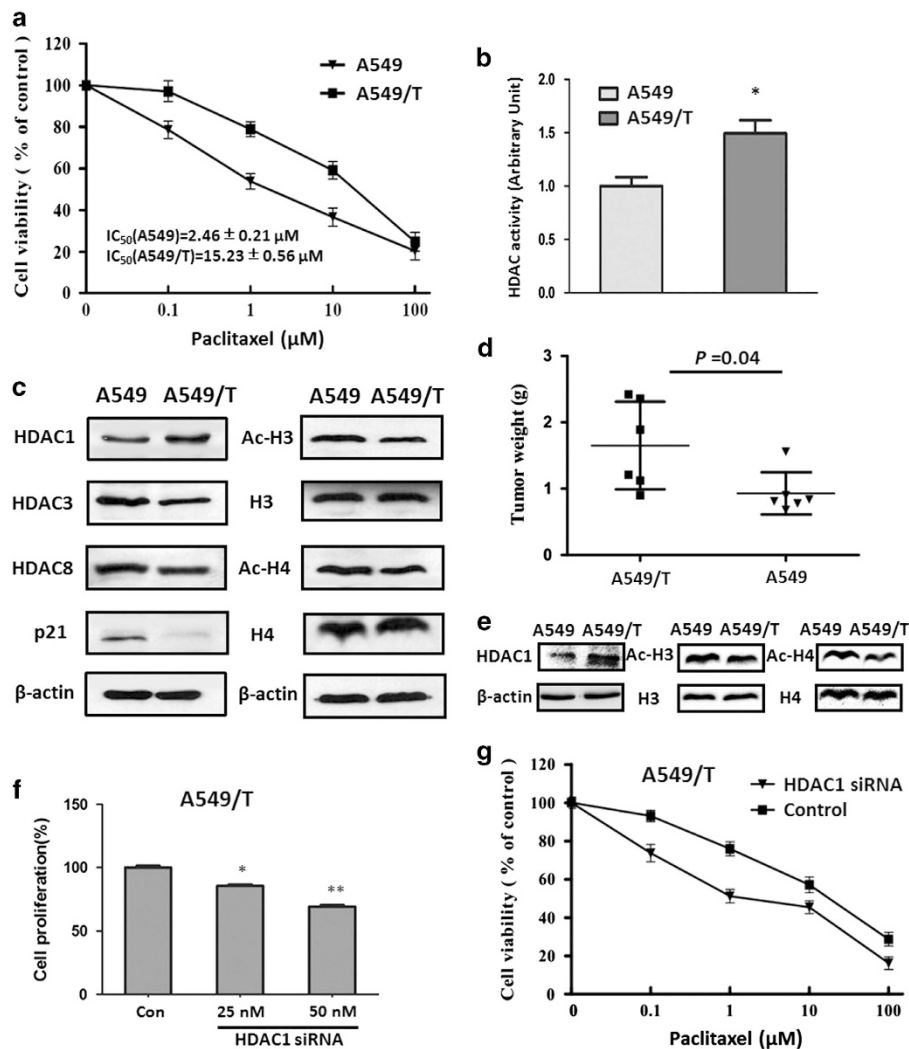 a
Cell viability ( % of control)
120
100
80
60
40
20
0
0 0.1 1 10 100
Paclitaxel (μM)
A549
A549/T
IC50(A549)=2.46 ± 0.21 μM
IC50(A549/T)=15.23 ± 0.56 μM
b
HDAC activity (Arbitrary Unit)
2.0
1.5
1.0
0.5
0.0
A549
A549/T
*
c
A549 A549/T
HDAC1
HDAC3
HDAC8
p21
β-actin
A549 A549/T
Ac-H3
H3
Ac-H4
H4
β-actin
d
P =0.04
Tumor weight (g)
3
2
1
0
A549/T A549
e
A549 A549/T A549 A549/T A549 A549/T
HDAC1 Ac-H3 Ac-H4
β-actin H3 H4
f
A549/T
Cell proliferation(%)
150
100
50
0
*
**
Con 25 nM 50 nM
HDAC1 siRNA
g
A549/T
HDAC1 siRNA
Control
Cell viability ( % of control)
120
100
80
60
40
20
0
0 0.1 1 10 100
Paclitaxel (μM)